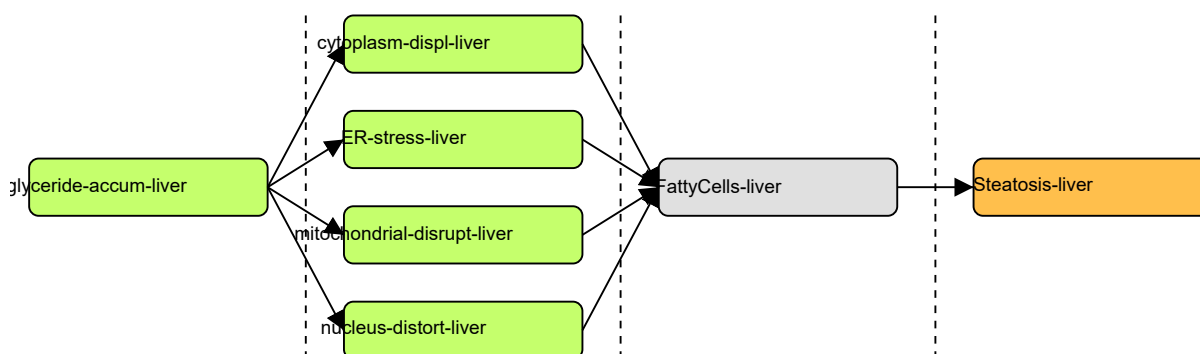 glyceride-accum-liver
cytoplasm-displ-liver
ER-stress-liver
mitochondrial-disrupt-liver
nucleus-distort-liver
FattyCells-liver
Steatosis-liver